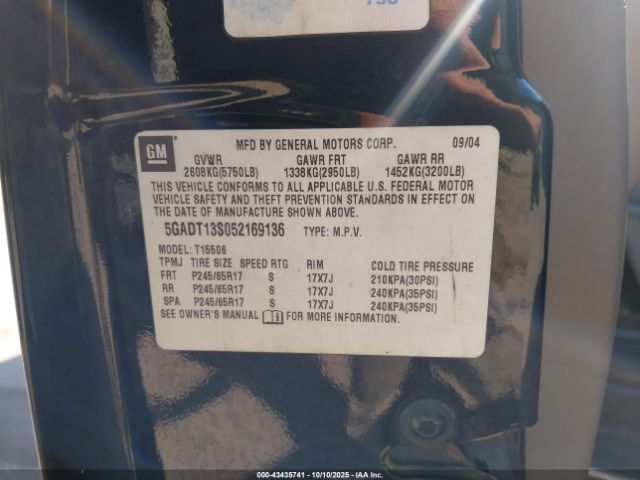 GM
MFD BY GENERAL MOTORS CORP. 09/04
GVWR GAWR FRT GAWR RR
2608KG(5750LB) 1338KG(2950LB) 1452KG(3200LB)
THIS VEHICLE CONFORMS TO ALL APPLICABLE U.S. FEDERAL MOTOR
VEHICLE SAFETY AND THEFT PREVENTION STANDARDS IN EFFECT ON
THE DATE OF MANUFACTURE SHOWN ABOVE.
5GADT13S052169136 TYPE: M.P.V.
MODEL: T15506
TPMJ TIRE SIZE SPEED RTG RIM COLD TIRE PRESSURE
FRT P245/65R17 S 17X7J 210KPA(30PSI)
RR P245/65R17 S 17X7J 240KPA(35PSI)
SPA P245/65R17 S 17X7J 240KPA(35PSI)
SEE OWNER'S MANUAL FOR MORE INFORMATION.
000-43435741 - 10/10/2025 - IAA Inc.